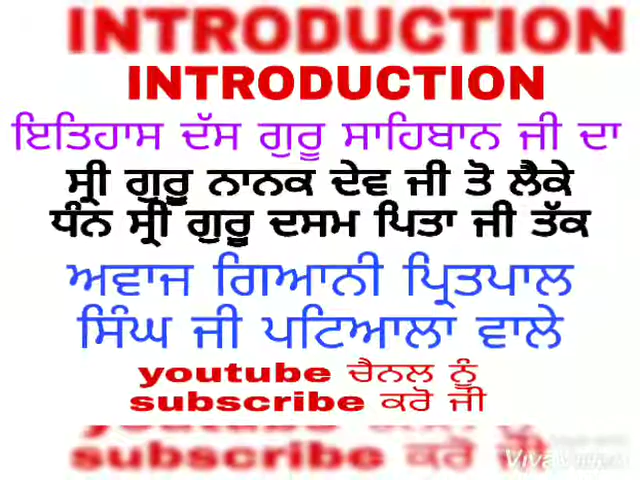 INTRODUCTION
INTRODUCTION
ਇਤਿਹਾਸ ਦੱਸ ਗੁਰੂ ਸਾਹਿਬਾਨ ਜੀ ਦਾ
ਸ੍ਰੀ ਗੁਰੂ ਨਾਨਕ ਦੇਵ ਜੀ ਤੋ ਲੈਕੇ
ਧੰਨ ਸ੍ਰੀ ਗੁਰੂ ਦਸਮ ਪਿਤਾ ਜੀ ਤੱਕ
ਅਵਾਜ ਗਿਆਨੀ ਪ੍ਰਿਤਪਾਲ
ਸਿੰਘ ਜੀ ਪਟਿਆਲਾ ਵਾਲੇ
youtube ਚੈਨਲ ਨੂੰ
subscribe ਕਰੋ ਜੀ
subscribe ਕਰੋ ਜੀ